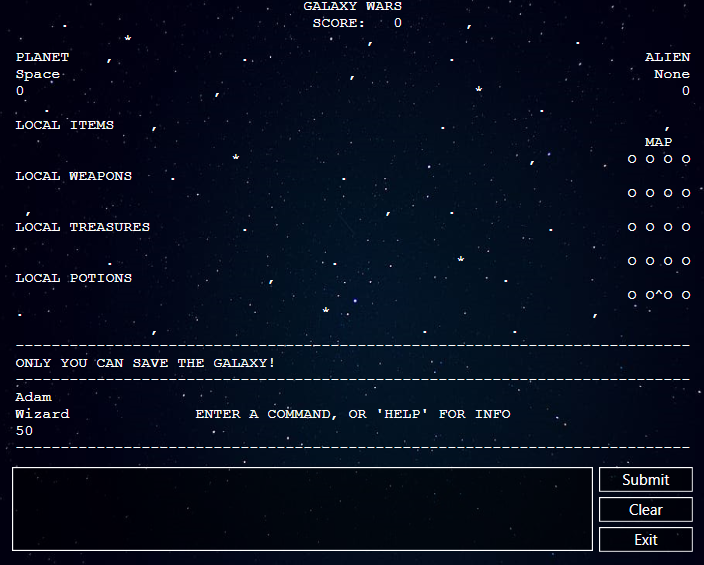 GALAXY WARS
SCORE: 0
PLANET
Space
0
ALIEN
None
0
LOCAL ITEMS
LOCAL WEAPONS
LOCAL TREASURES
LOCAL POTIONS
MAP
O O O O
O O O O
O O O O
O O O O
O O^O O
ONLY YOU CAN SAVE THE GALAXY!
Adam
Wizard
50
ENTER A COMMAND, OR 'HELP' FOR INFO
Submit
Clear
Exit